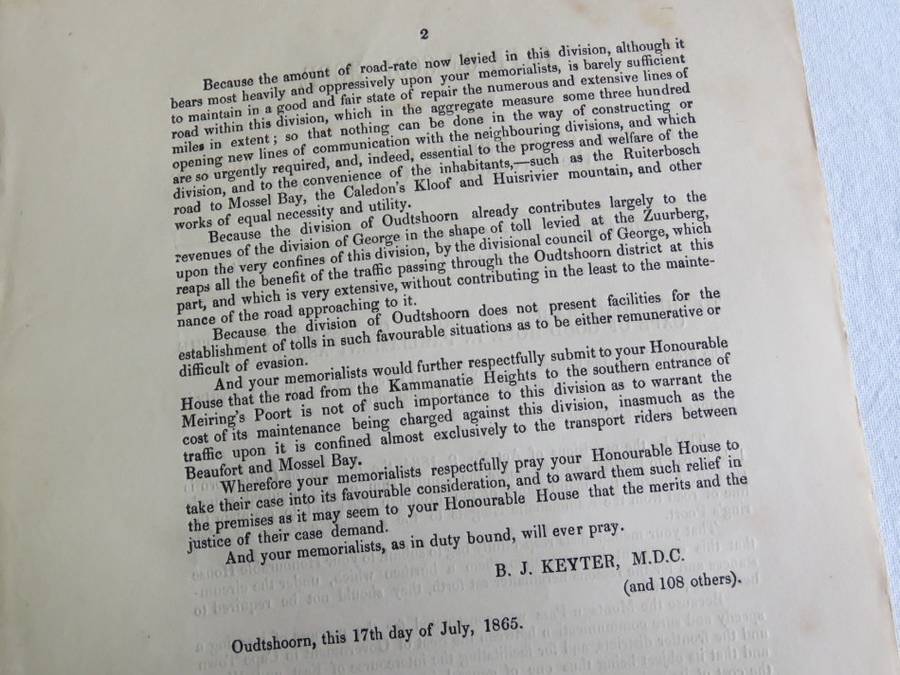 2
Because the amount of road-rate now levied in this division, although it
bears most heavily and oppressively upon your memorialists, is barely sufficient
to maintain in a good and fair state of repair the numerous and extensive lines of
road within this division, which in the aggregate measure some three hundred
miles in extent; so that nothing can be done in the way of constructing or
opening new lines of communication with the neighbouring divisions, and which
are so urgently required, and, indeed, essential to the progress and welfare of the
division, and to the convenience of the inhabitants,—such as the Ruiterbosch
road to Mossel Bay, the Caledon's Kloof and Huisrivier mountain, and other
works of equal necessity and utility.
Because the division of Oudtshoorn already contributes largely to the
revenues of the division of George in the shape of toll levied at the Zuurberg,
upon the very confines of this division, by the divisional council of George, which
reaps all the benefit of the traffic passing through the Oudtshoorn district at this
part, and which is very extensive, without contributing in the least to the mainte-
nance of the road approaching to it.
Because the division of Oudtshoorn does not present facilities for the
establishment of tolls in such favourable situations as to be either remunerative or
difficult of evasion.
And your memorialists would further respectfully submit to your Honourable
House that the road from the Kammanatie Heights to the southern entrance of
Meiring's Poort is not of such importance to this division as to warrant the
cost of its maintenance being charged against this division, inasmuch as the
traffic upon it is confined almost exclusively to the transport riders between
Beaufort and Mossel Bay.
Wherefore your memorialists respectfully pray your Honourable House to
take their case into its favourable consideration, and to award them such relief in
the premises as it may seem to your Honourable House that the merits and the
justice of their case demand.
And your memorialists, as in duty bound, will ever pray.
B. J. KEYTER, M.D.C.
(and 108 others).
Oudtshoorn, this 17th day of July, 1865.